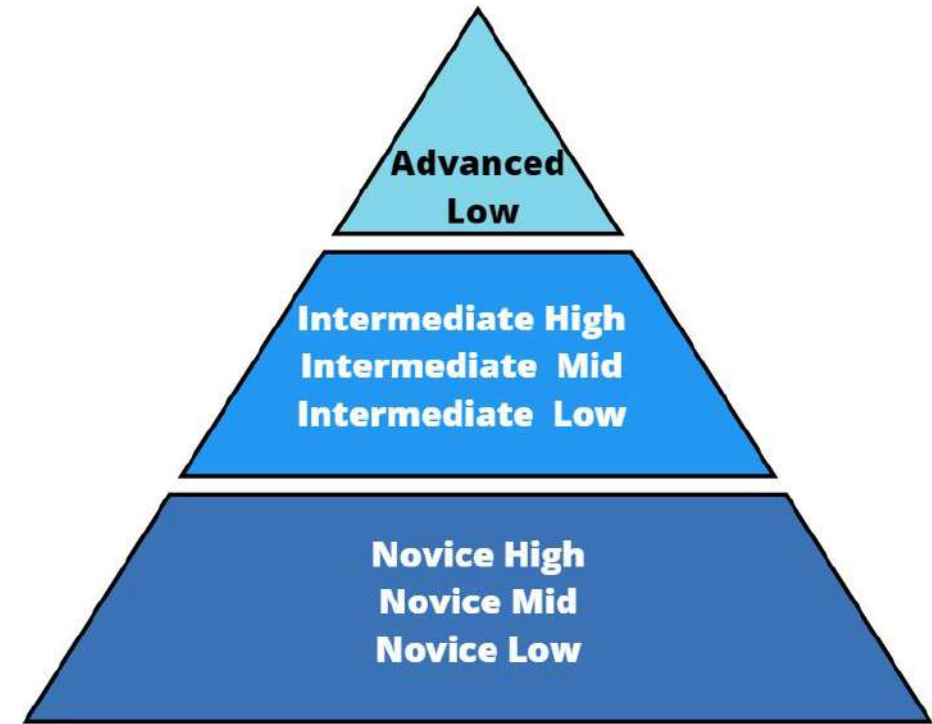 Advanced
Low
Intermediate High
Intermediate Mid
Intermediate Low
Novice High
Novice Mid
Novice Low